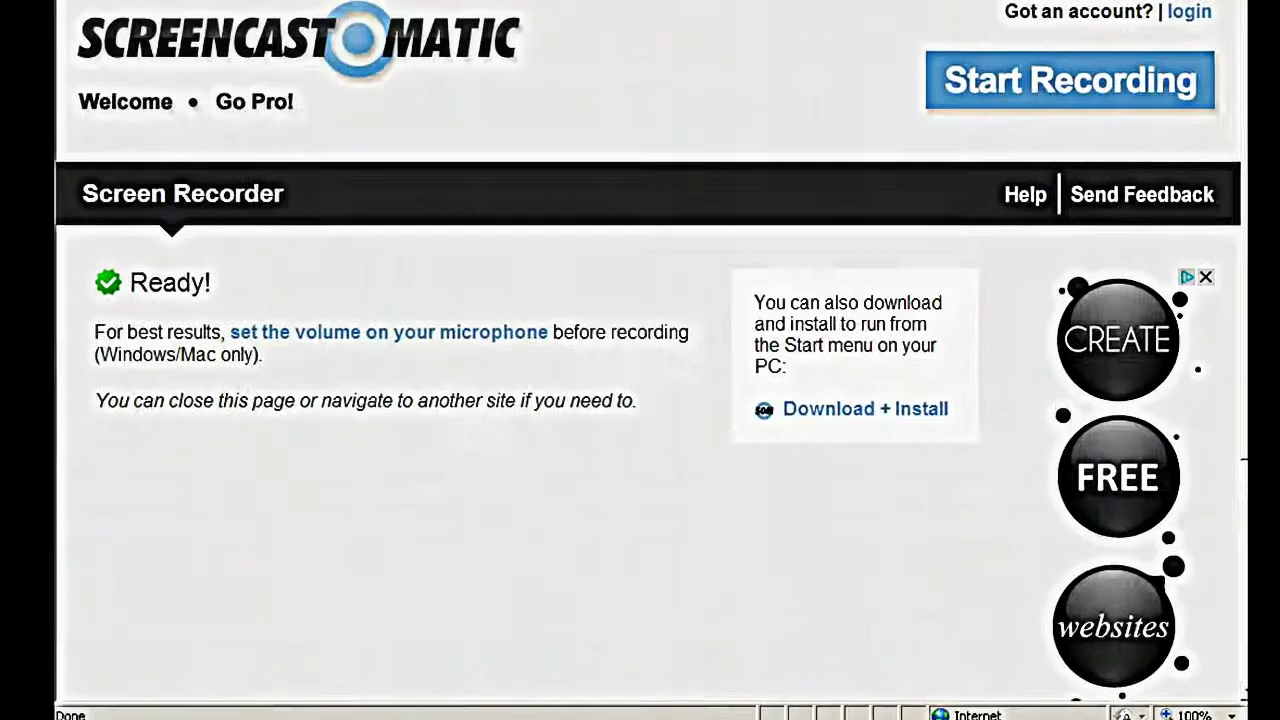 SCREENCAST-O-MATIC
Got an account? | login
Start Recording
Welcome • Go Pro!
Screen Recorder
Help | Send Feedback
Ready!
For best results, set the volume on your microphone before recording
(Windows/Mac only).
You can close this page or navigate to another site if you need to.
You can also download
and install to run from
the Start menu on your
PC:
SOM Download + Install
CREATE
FREE
websites
Done
Internet
100%